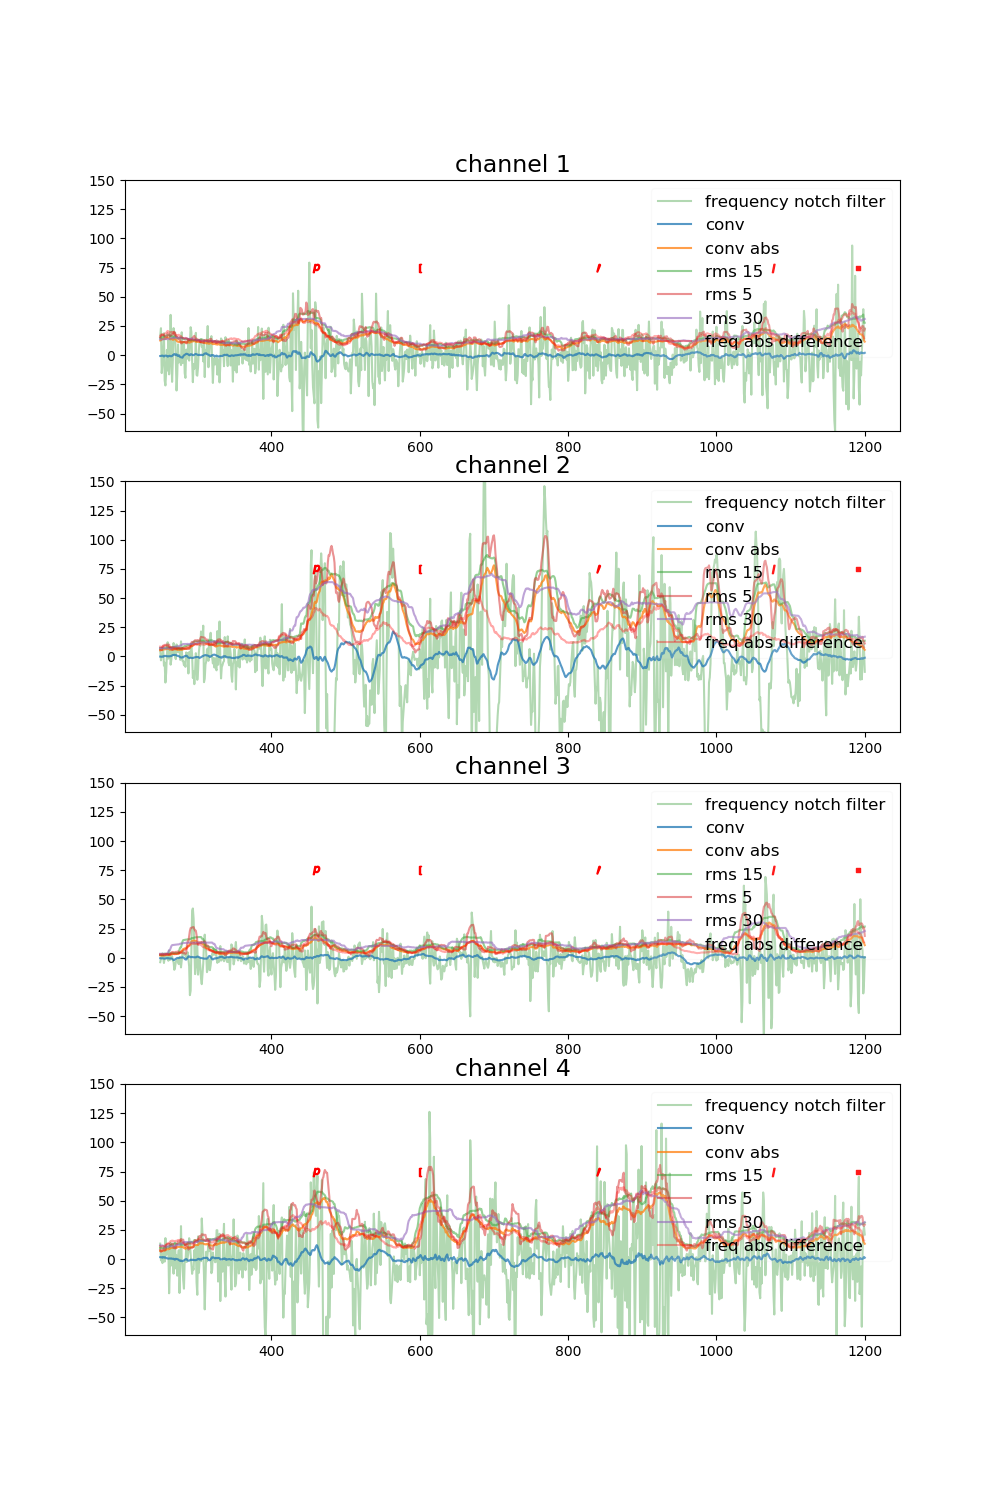 channel 1
150
125
100
75
50
25
0
−25
−50
p [ / / .
frequency notch filter
conv
conv abs
rms 15
rms 5
rms 30
freq abs difference
400 600 800 1000 1200
channel 2
150
125
100
75
50
25
0
−25
−50
p [ / / .
frequency notch filter
conv
conv abs
rms 15
rms 5
rms 30
freq abs difference
400 600 800 1000 1200
channel 3
150
125
100
75
50
25
0
−25
−50
p [ / / .
frequency notch filter
conv
conv abs
rms 15
rms 5
rms 30
freq abs difference
400 600 800 1000 1200
channel 4
150
125
100
75
50
25
0
−25
−50
p [ / / .
frequency notch filter
conv
conv abs
rms 15
rms 5
rms 30
freq abs difference
400 600 800 1000 1200